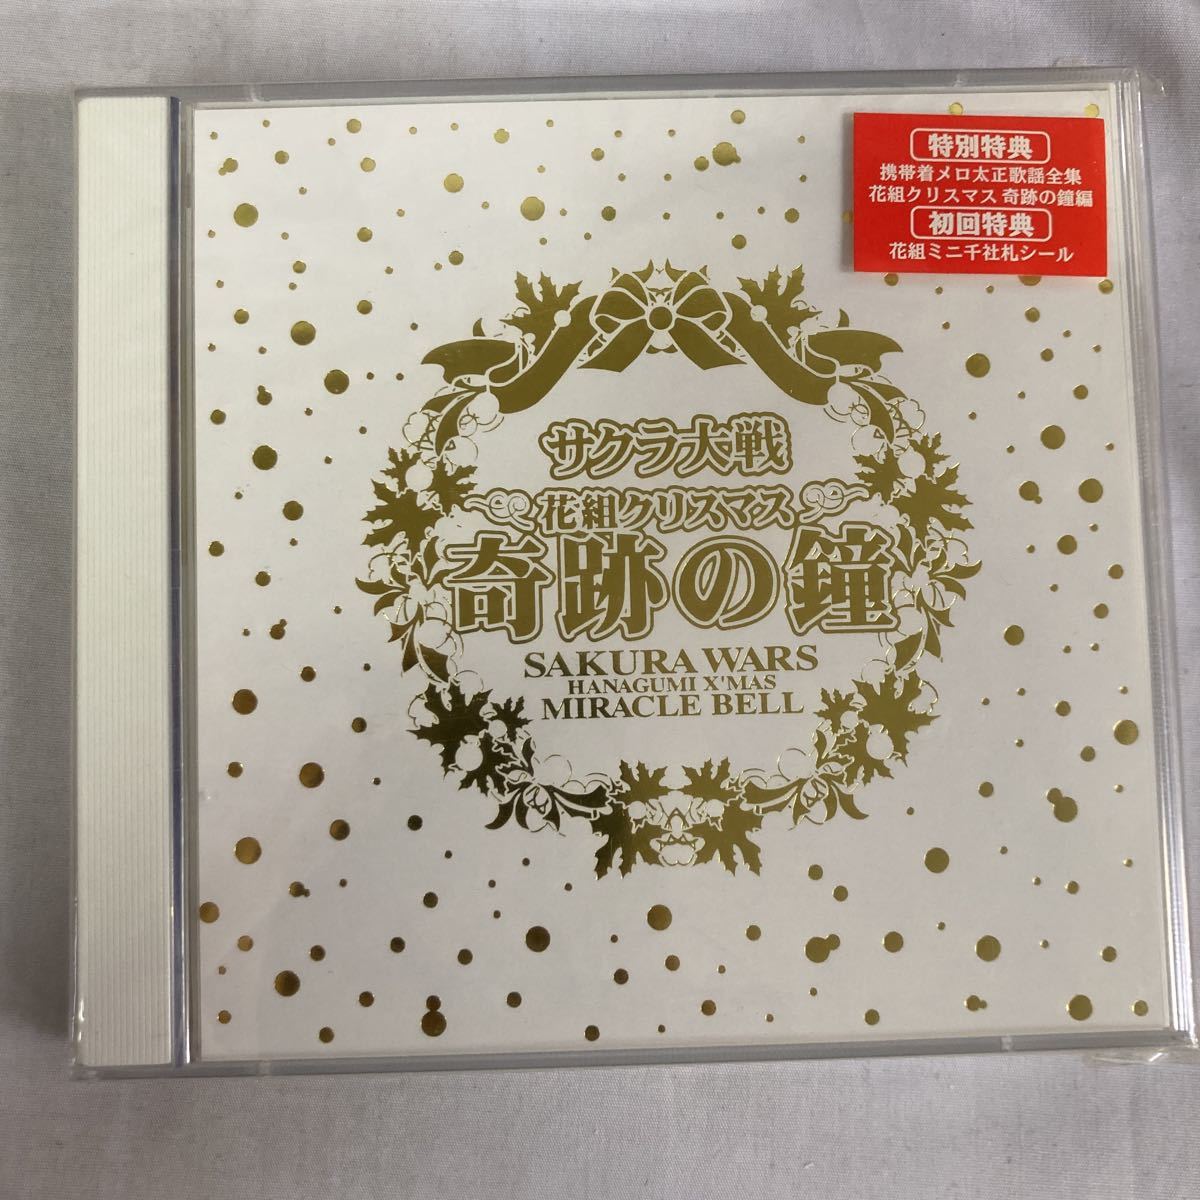 特別特典
携帯着メロ太正歌謡全集
花組クリスマス 奇跡の鐘編
初回特典
花組ミニ千社札シール
サクラ大戦
花組クリスマス
奇跡の鐘
SAKURA WARS
HANAGUMI X'MAS
MIRACLE BELL